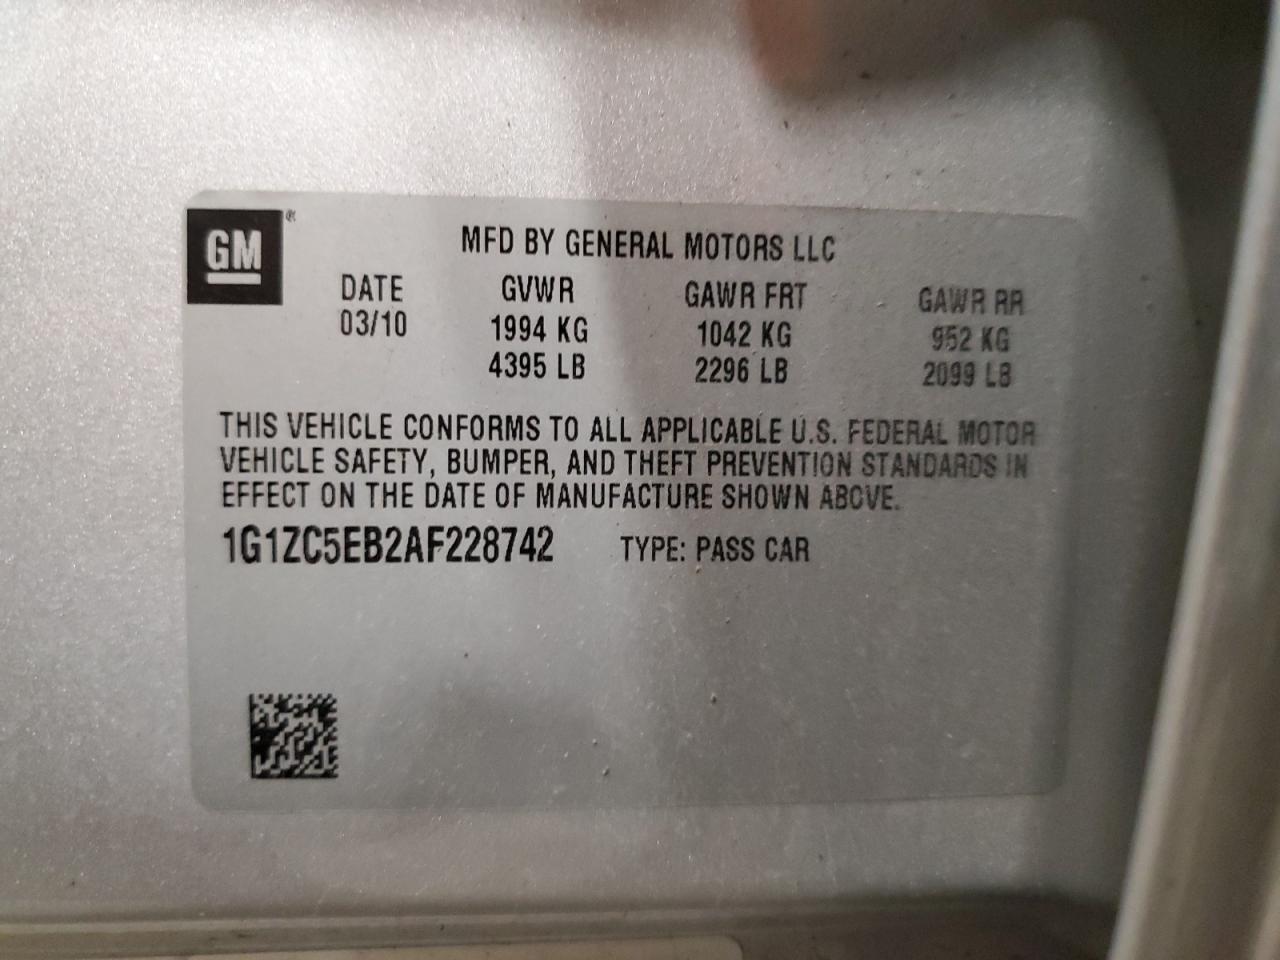 GM ®
MFD BY GENERAL MOTORS LLC
DATE GVWR GAWR FRT GAWR RR
03/10 1994 KG 1042 KG 952 KG
4395 LB 2296 LB 2099 LB
THIS VEHICLE CONFORMS TO ALL APPLICABLE U.S. FEDERAL MOTOR
VEHICLE SAFETY, BUMPER, AND THEFT PREVENTION STANDARDS IN
EFFECT ON THE DATE OF MANUFACTURE SHOWN ABOVE.
1G1ZC5EB2AF228742 TYPE: PASS CAR